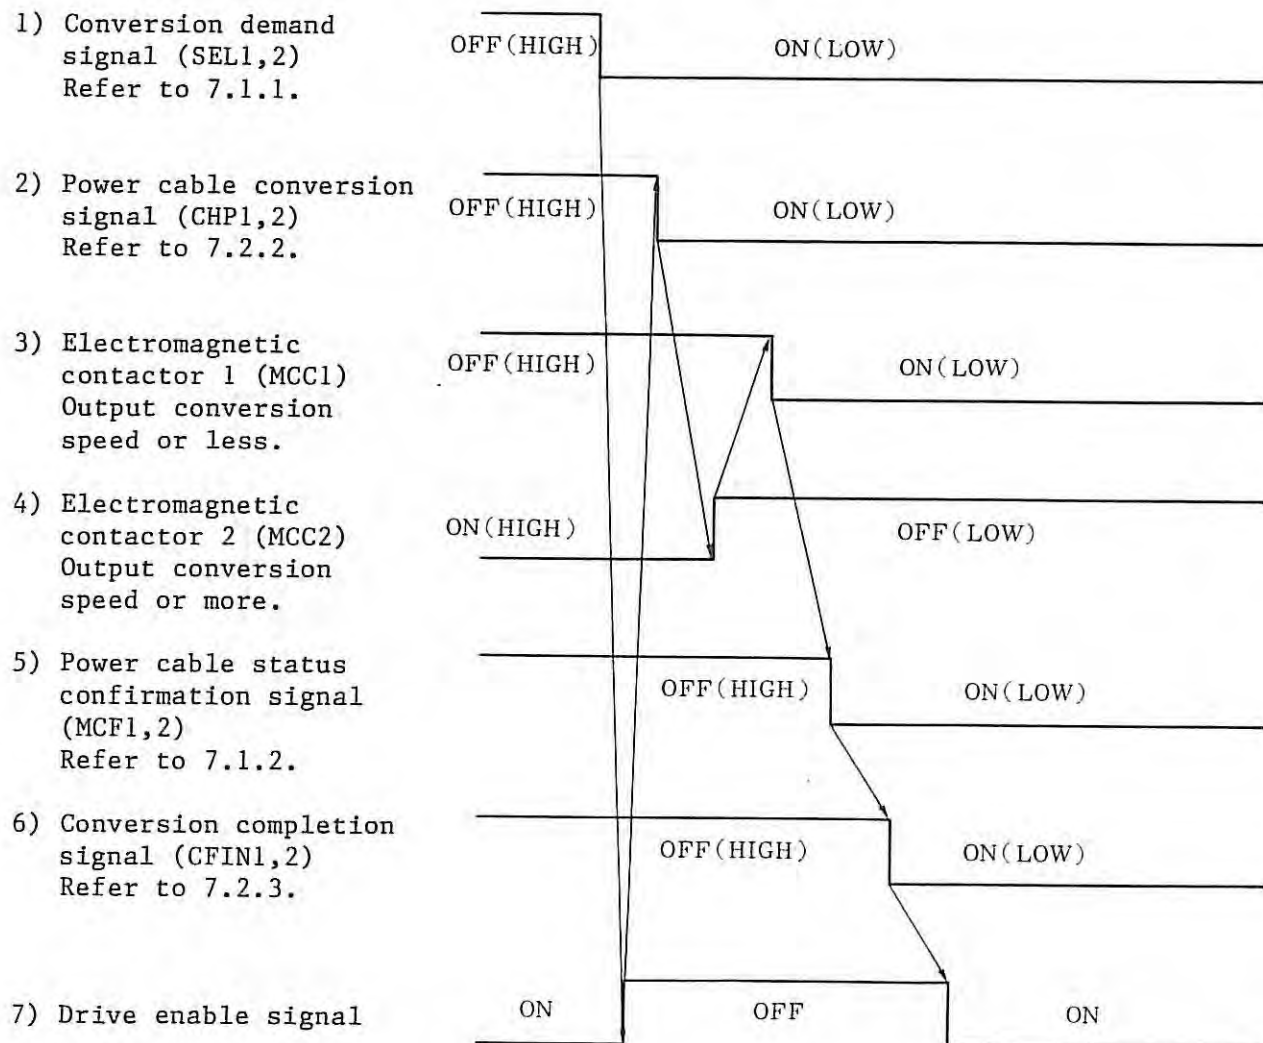 1) Conversion demand
signal (SEL1,2)
Refer to 7.1.1.
OFF(HIGH)
ON(LOW)
2) Power cable conversion
signal (CHP1,2)
Refer to 7.2.2.
OFF(HIGH)
ON(LOW)
3) Electromagnetic
contactor 1 (MCC1)
Output conversion
speed or less.
OFF(HIGH)
ON(LOW)
4) Electromagnetic
contactor 2 (MCC2)
Output conversion
speed or more.
ON(HIGH)
OFF(LOW)
5) Power cable status
confirmation signal
(MCF1,2)
Refer to 7.1.2.
OFF(HIGH)
ON(LOW)
6) Conversion completion
signal (CFIN1,2)
Refer to 7.2.3.
OFF(HIGH)
ON(LOW)
7) Drive enable signal
ON
OFF
ON